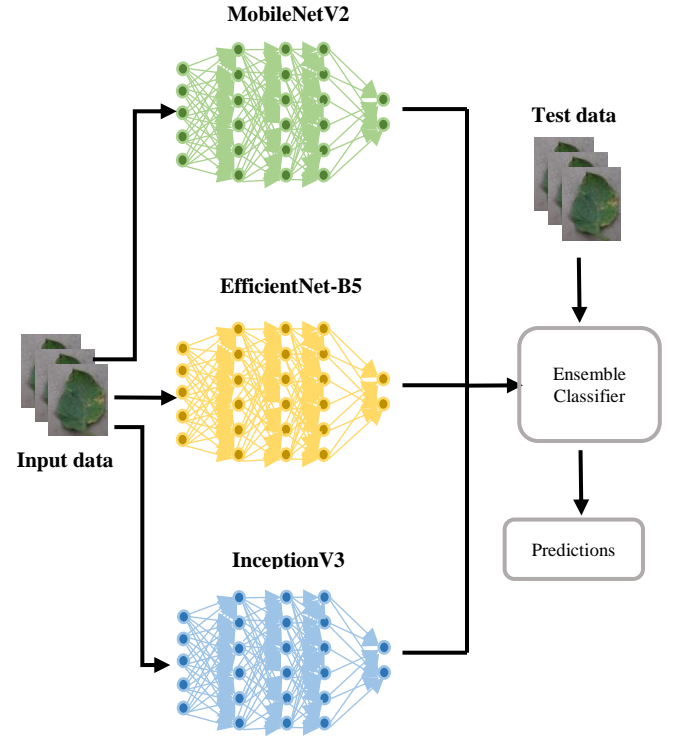 MobileNetV2
Test data
EfficientNet-B5
Ensemble
Classifier
Input data
InceptionV3
Predictions